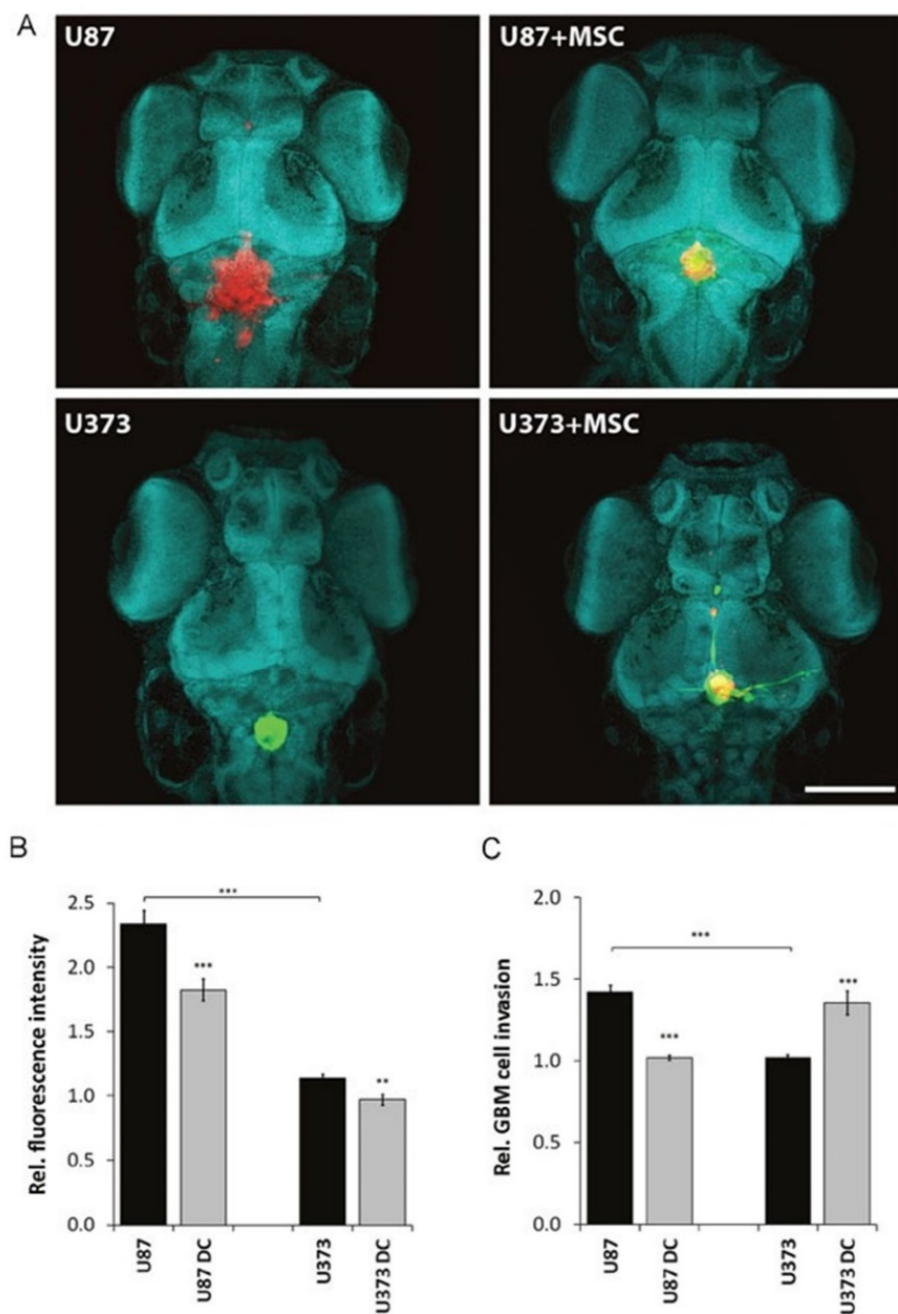 A
U87
U87+MSC
U373
U373+MSC
B
***
Rel. fluorescence intensity
2.5
2.0
1.5
1.0
0.5
0.0
***
**
U87
U87 DC
U373
U373 DC
C
***
Rel. GBM cell invasion
2.0
1.5
1.0
0.5
0.0
***
***
U87
U87 DC
U373
U373 DC